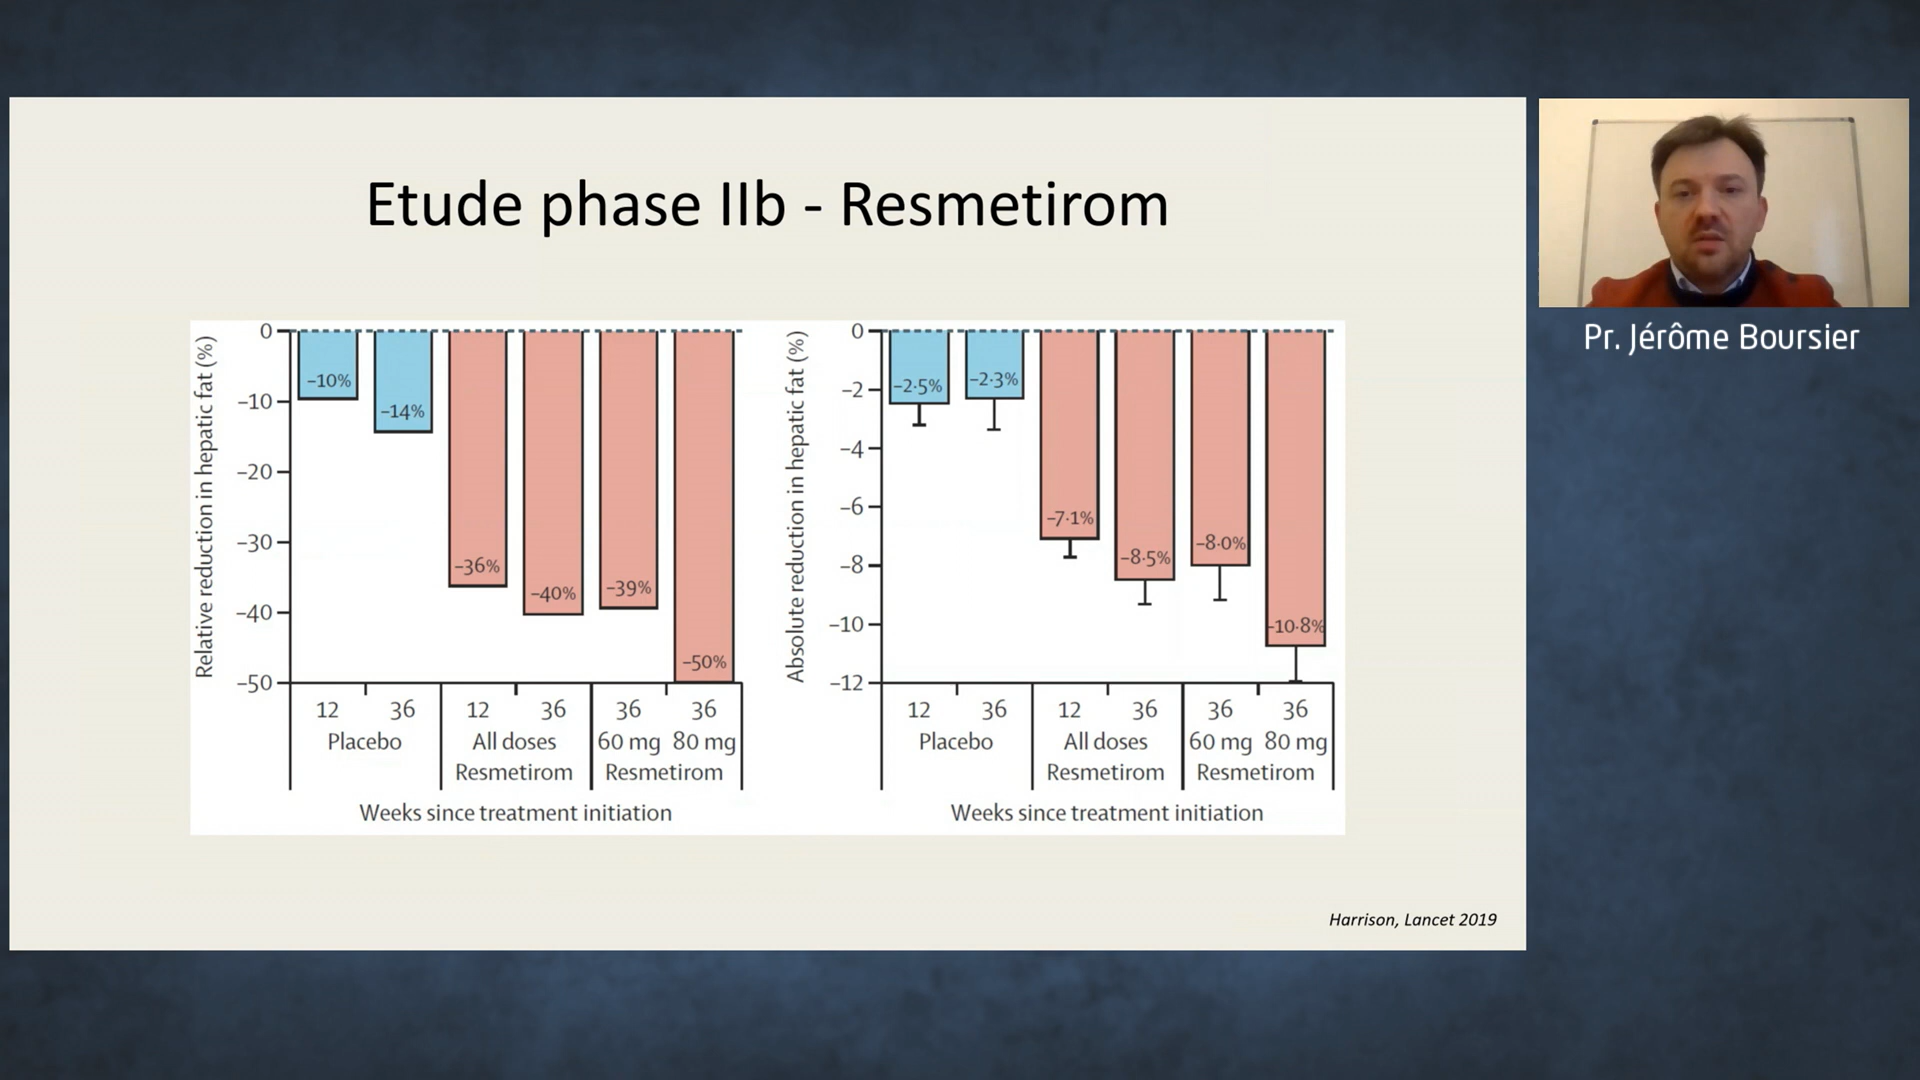 Etude phase IIb - Resmetirom
Pr. Jérôme Boursier
Relative reduction in hepatic fat (%)
0
–10
–20
–30
–40
–50
–10%
–14%
–36%
–40%
–39%
–50%
12 36 12 36 36 36
Placebo All doses 60 mg 80 mg
Resmetirom Resmetirom
Weeks since treatment initiation
Absolute reduction in hepatic fat (%)
0
–2
–4
–6
–8
–10
–12
–2·5%
–2·3%
–7·1%
–8·5%
–8·0%
–10·8%
12 36 12 36 36 36
Placebo All doses 60 mg 80 mg
Resmetirom Resmetirom
Weeks since treatment initiation
Harrison, Lancet 2019